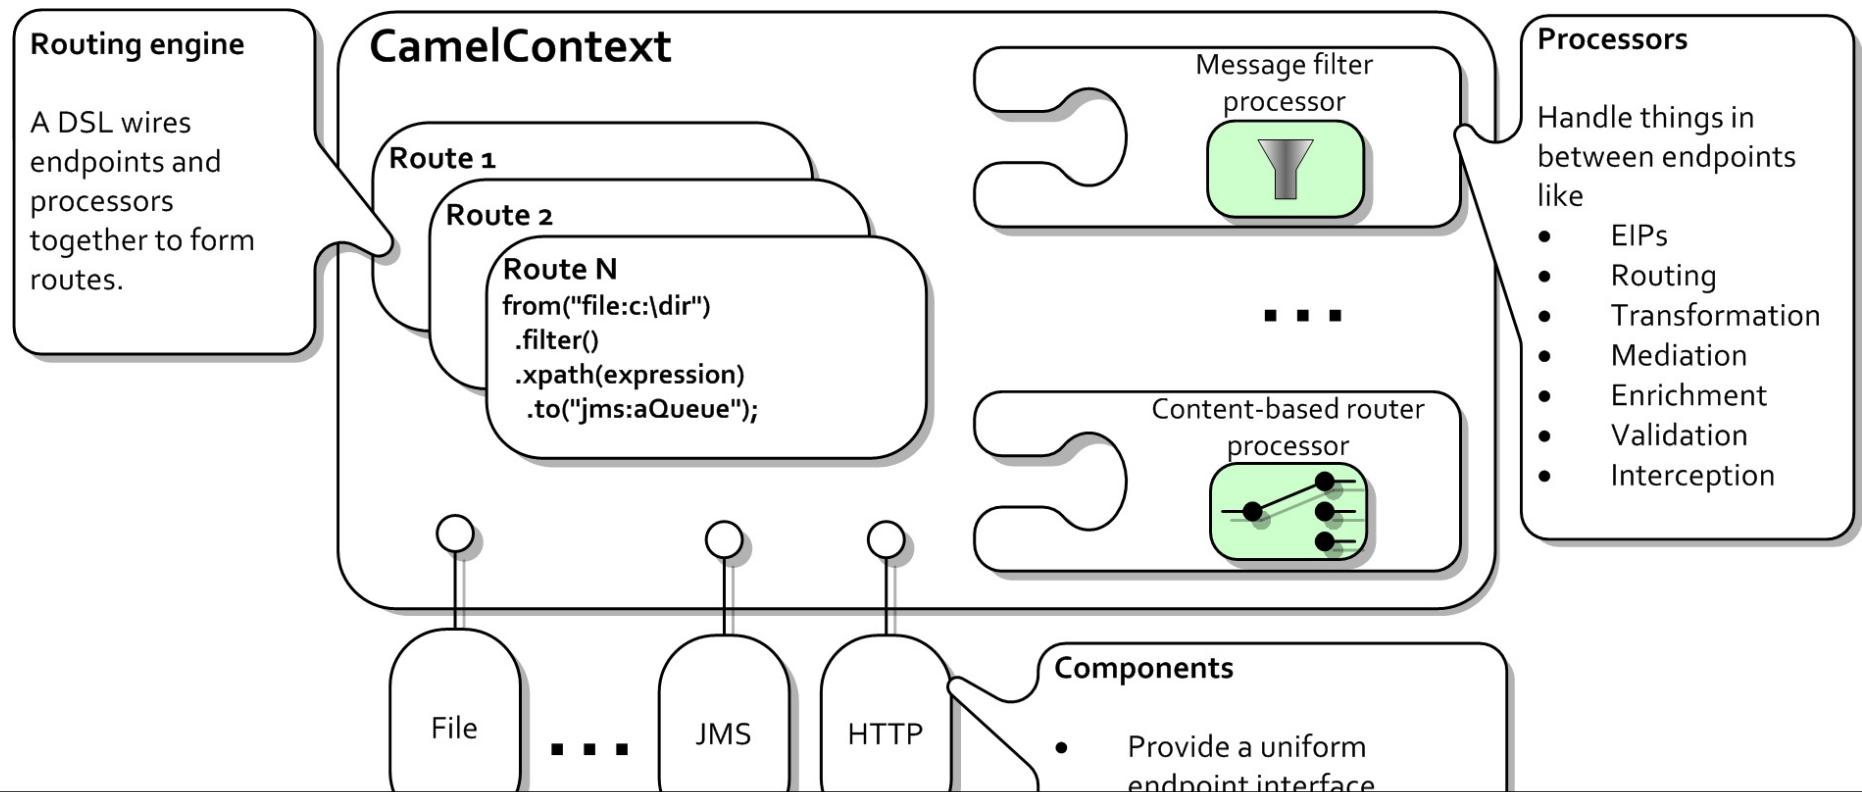 Routing engine
A DSL wires
endpoints and
processors
together to form
routes.
CamelContext
Route 1
Route 2
Route N
from("file:c:\dir")
.filter()
.xpath(expression)
.to("jms:aQueue");
Message filter
processor
Content-based router
processor
Processors
Handle things in
between endpoints
like
• EIPs
• Routing
• Transformation
• Mediation
• Enrichment
• Validation
• Interception
File
JMS
HTTP
Components
• Provide a uniform
endpoint interface